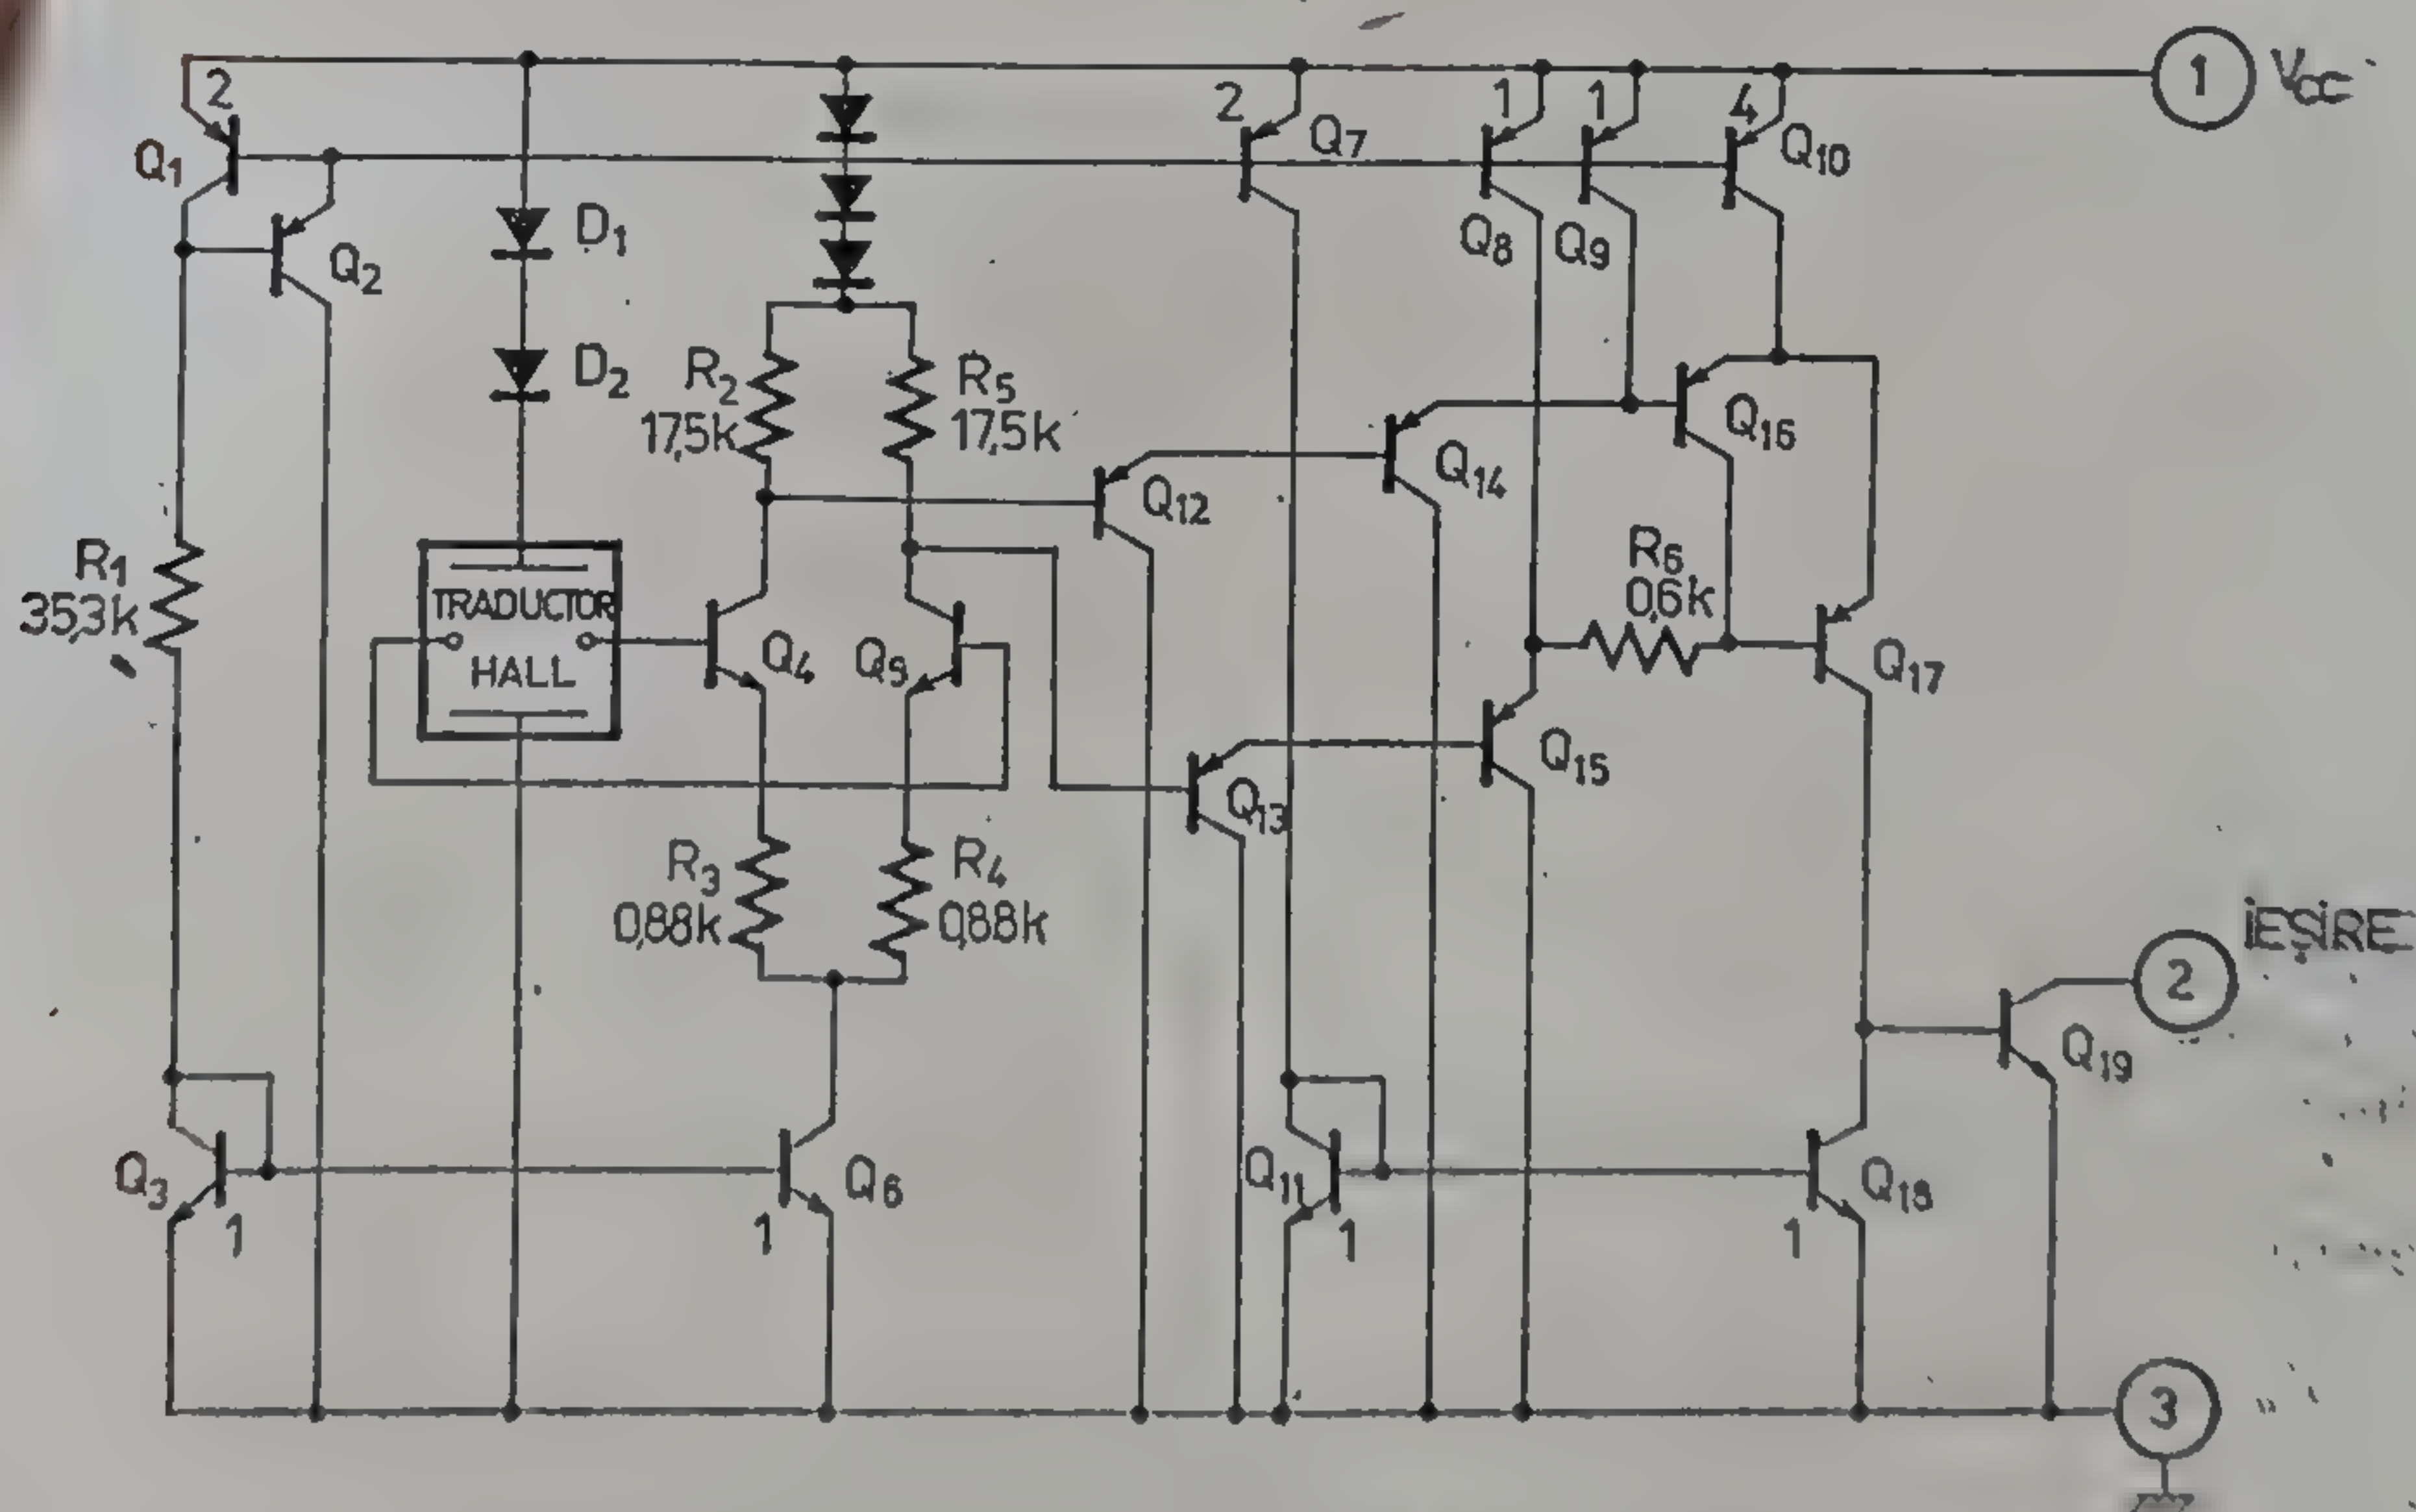 1 VCC
2 Q1
Q2
D1
D2
2 Q7
1 Q8
1 Q9
4 Q10
R2
17,5k
R5
17,5k
Q12
Q14
Q16
R1
35,3k
TRADUCTOR
HALL
Q4
Q5
R6
0,6k
Q17
Q13
Q15
R3
0,88k
R4
0,88k
IEŞIRE
2
Q19
Q3
1
Q6
1
Q11
1
Q18
1
3